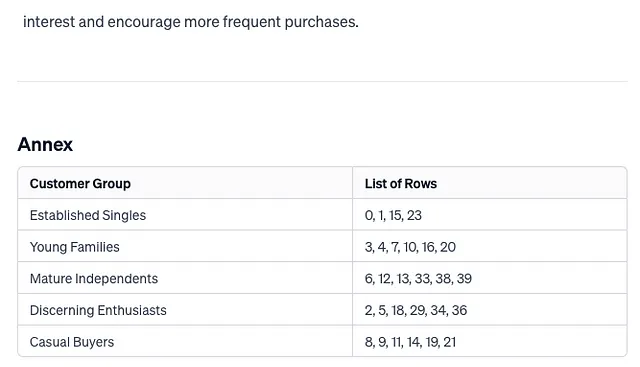 interest and encourage more frequent purchases.
Annex
Customer Group List of Rows
Established Singles 0, 1, 15, 23
Young Families 3, 4, 7, 10, 16, 20
Mature Independents 6, 12, 13, 33, 38, 39
Discerning Enthusiasts 2, 5, 18, 29, 34, 36
Casual Buyers 8, 9, 11, 14, 19, 21